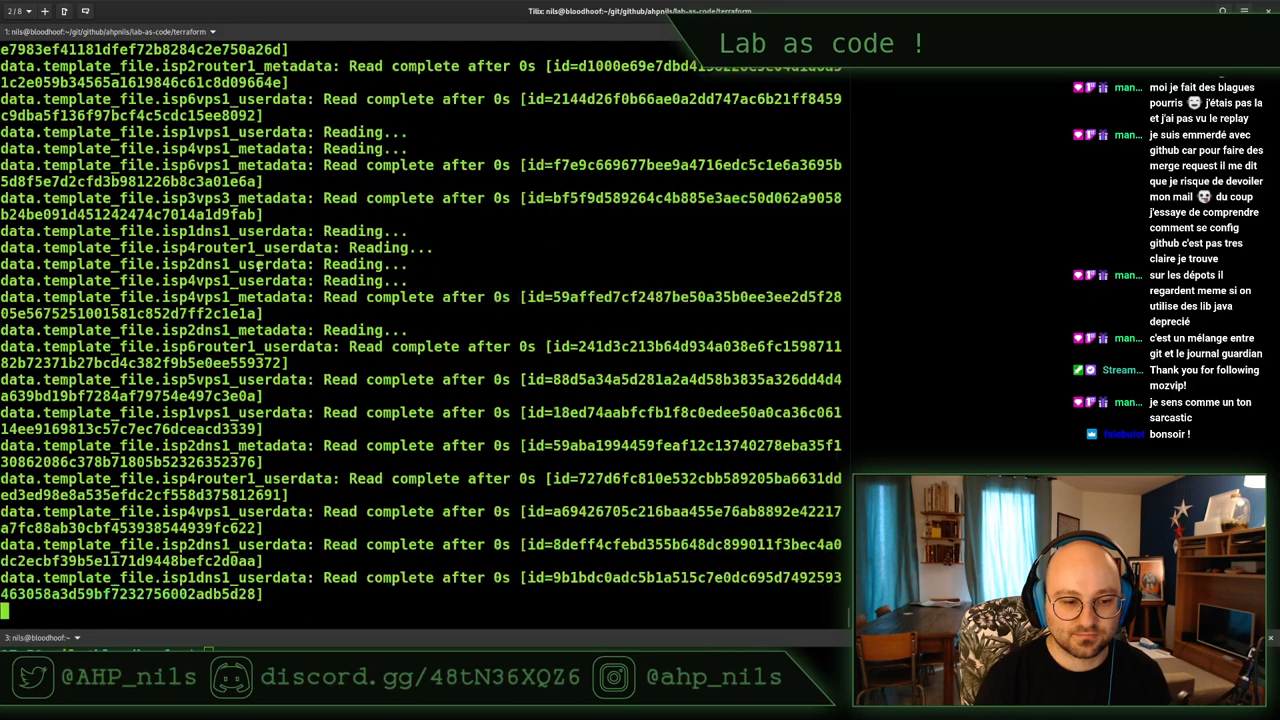 2 / 8
Tilix: nils@bloodhoof:~/git/github/ahpnils/lab-as-code/terraform
1: nils@bloodhoof:~/git/github/ahpnils/lab-as-code/terraform
Lab as code !
e7983ef41181dfef72b8284c2e750a26d]
data.template_file.isp2router1_metadata: Read complete after 0s
1c2e059b34565a1619846c61c8d09664e]
data.template_file.isp6vps1_userdata: Read complete after 0s [id=2144d26f0b66ae0a2dd747ac6b21ff8459
c9dba5f136f97bcf4c5cdc15ee8092]
data.template_file.isp1vps1_userdata: Reading...
data.template_file.isp4vps1_metadata: Reading...
data.template_file.isp6vps1_metadata: Read complete after 0s [id=f7e9c669677bee9a4716edc5c1e6a3695b
5d8f5e7d2cfd3b981226b8c3a01e6a]
data.template_file.isp3vps3_metadata: Read complete after 0s [id=bf5f9d589264c4b885e3aec50d062a9058
b24be091d451242474c7014a1d9fab]
data.template_file.isp1dns1_userdata: Reading...
data.template_file.isp4router1_userdata: Reading...
data.template_file.isp2dns1_userdata: Reading...
data.template_file.isp4vps1_userdata: Reading...
data.template_file.isp4vps1_metadata: Read complete after 0s [id=59affed7cf2487be50a35b0ee3ee2d5f28
05e5675251001581c852d7ff2c1e1a]
data.template_file.isp2dns1_metadata: Reading...
data.template_file.isp6router1_userdata: Read complete after 0s [id=241d3c213b64d934a038e6fc1598711
82b72371b27bcd4c382f9b5e0ee559372]
data.template_file.isp5vps1_userdata: Read complete after 0s [id=88d5a34a5d281a2a4d58b3835a326dd4d4
a639bd19bf7284af79754e497c3e0a]
data.template_file.isp1vps1_userdata: Read complete after 0s [id=18ed74aabfcfb1f8c0edee50a0ca36c061
14ee9169813c57c7ec76dceacd3339]
data.template_file.isp2dns1_metadata: Read complete after 0s [id=59aba1994459feaf12c13740278eba35f1
30862086c378b71805b52326352376]
data.template_file.isp4router1_userdata: Read complete after 0s [id=727d6fc810e532cbb589205ba6631dd
ed3ed98e8a535efdc2cf558d375812691]
data.template_file.isp4vps1_userdata: Read complete after 0s [id=a69426705c216baa455e76ab8892e42217
a7fc88ab30cbf453938544939fc622]
data.template_file.isp2dns1_userdata: Read complete after 0s [id=8deff4cfebd355b648dc899011f3bec4a0
dc2ecbf39b5e1171d9448befc2d0aa]
data.template_file.isp1dns1_userdata: Read complete after 0s [id=9b1bdc0adc5b1a515c7e0dc695d7492593
463058a3d59bf7232756002adb5d28]
3: nils@bloodhoof:~
man... moi je fait des blagues
pourris j'étais pas la
et j'ai pas vu le replay
man... je suis emmerdé avec
github car pour faire des
merge request il me dit
que je risque de devoiler
mon mail du coup
j'essaye de comprendre
comment se config
github c'est pas tres
claire je trouve
man... sur les dépots il
regardent meme si on
utilise des lib java
deprecié
man... c'est un mélange entre
git et le journal guardian
Stream... Thank you for following
mozvip!
man... je sens comme un ton
sarcastic
bonsoir !
@AHP_nils
discord.gg/48tN36XQZ6
@ahp_nils